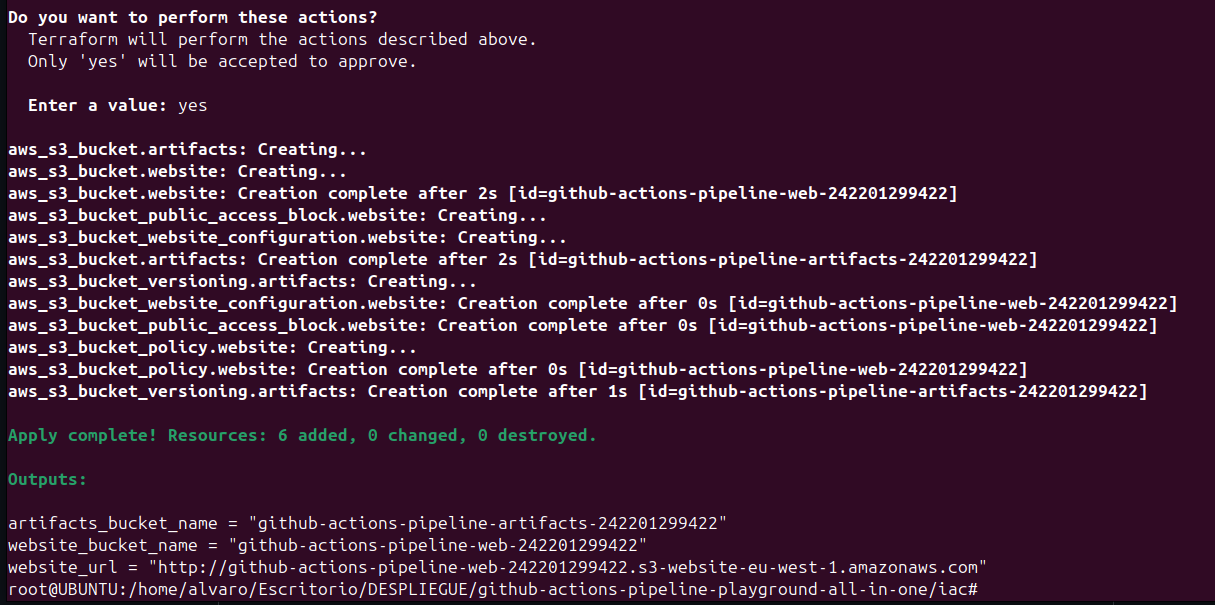 Do you want to perform these actions?
Terraform will perform the actions described above.
Only 'yes' will be accepted to approve.
Enter a value: yes
aws_s3_bucket.artifacts: Creating...
aws_s3_bucket.website: Creating...
aws_s3_bucket.website: Creation complete after 2s [id=github-actions-pipeline-web-242201299422]
aws_s3_bucket_public_access_block.website: Creating...
aws_s3_bucket_website_configuration.website: Creating...
aws_s3_bucket.artifacts: Creation complete after 2s [id=github-actions-pipeline-artifacts-242201299422]
aws_s3_bucket_versioning.artifacts: Creating...
aws_s3_bucket_website_configuration.website: Creation complete after 0s [id=github-actions-pipeline-web-242201299422]
aws_s3_bucket_public_access_block.website: Creation complete after 0s [id=github-actions-pipeline-web-242201299422]
aws_s3_bucket_policy.website: Creating...
aws_s3_bucket_policy.website: Creation complete after 0s [id=github-actions-pipeline-web-242201299422]
aws_s3_bucket_versioning.artifacts: Creation complete after 1s [id=github-actions-pipeline-artifacts-242201299422]
Apply complete! Resources: 6 added, 0 changed, 0 destroyed.
Outputs:
artifacts_bucket_name = "github-actions-pipeline-artifacts-242201299422"
website_bucket_name = "github-actions-pipeline-web-242201299422"
website_url = "http://github-actions-pipeline-web-242201299422.s3-website-eu-west-1.amazonaws.com"
root@UBUNTU:/home/alvaro/Escritorio/DESPLIEGUE/github-actions-pipeline-playground-all-in-one/iac#